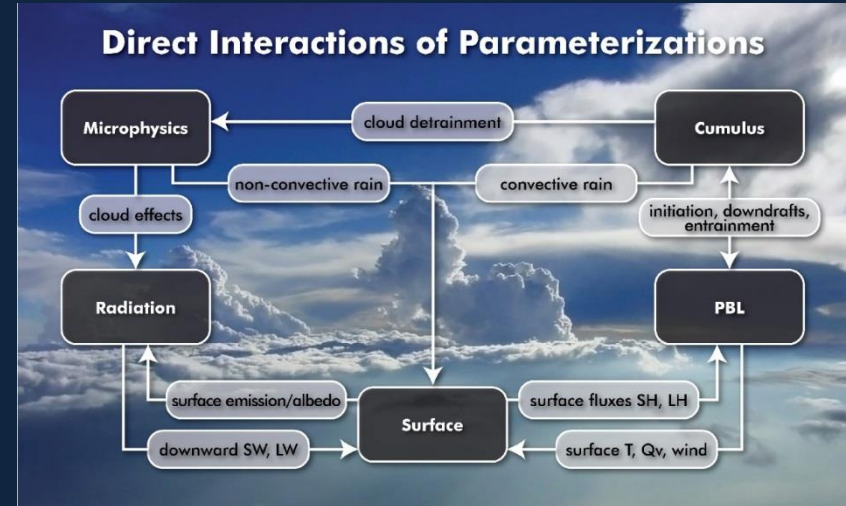 Direct Interactions of Parameterizations
Microphysics
cloud detrainment
Cumulus
non-convective rain
convective rain
cloud effects
initiation, downdrafts,
entrainment
Radiation
PBL
surface emission/albedo
surface fluxes SH, LH
Surface
downward SW, LW
surface T, Qv, wind